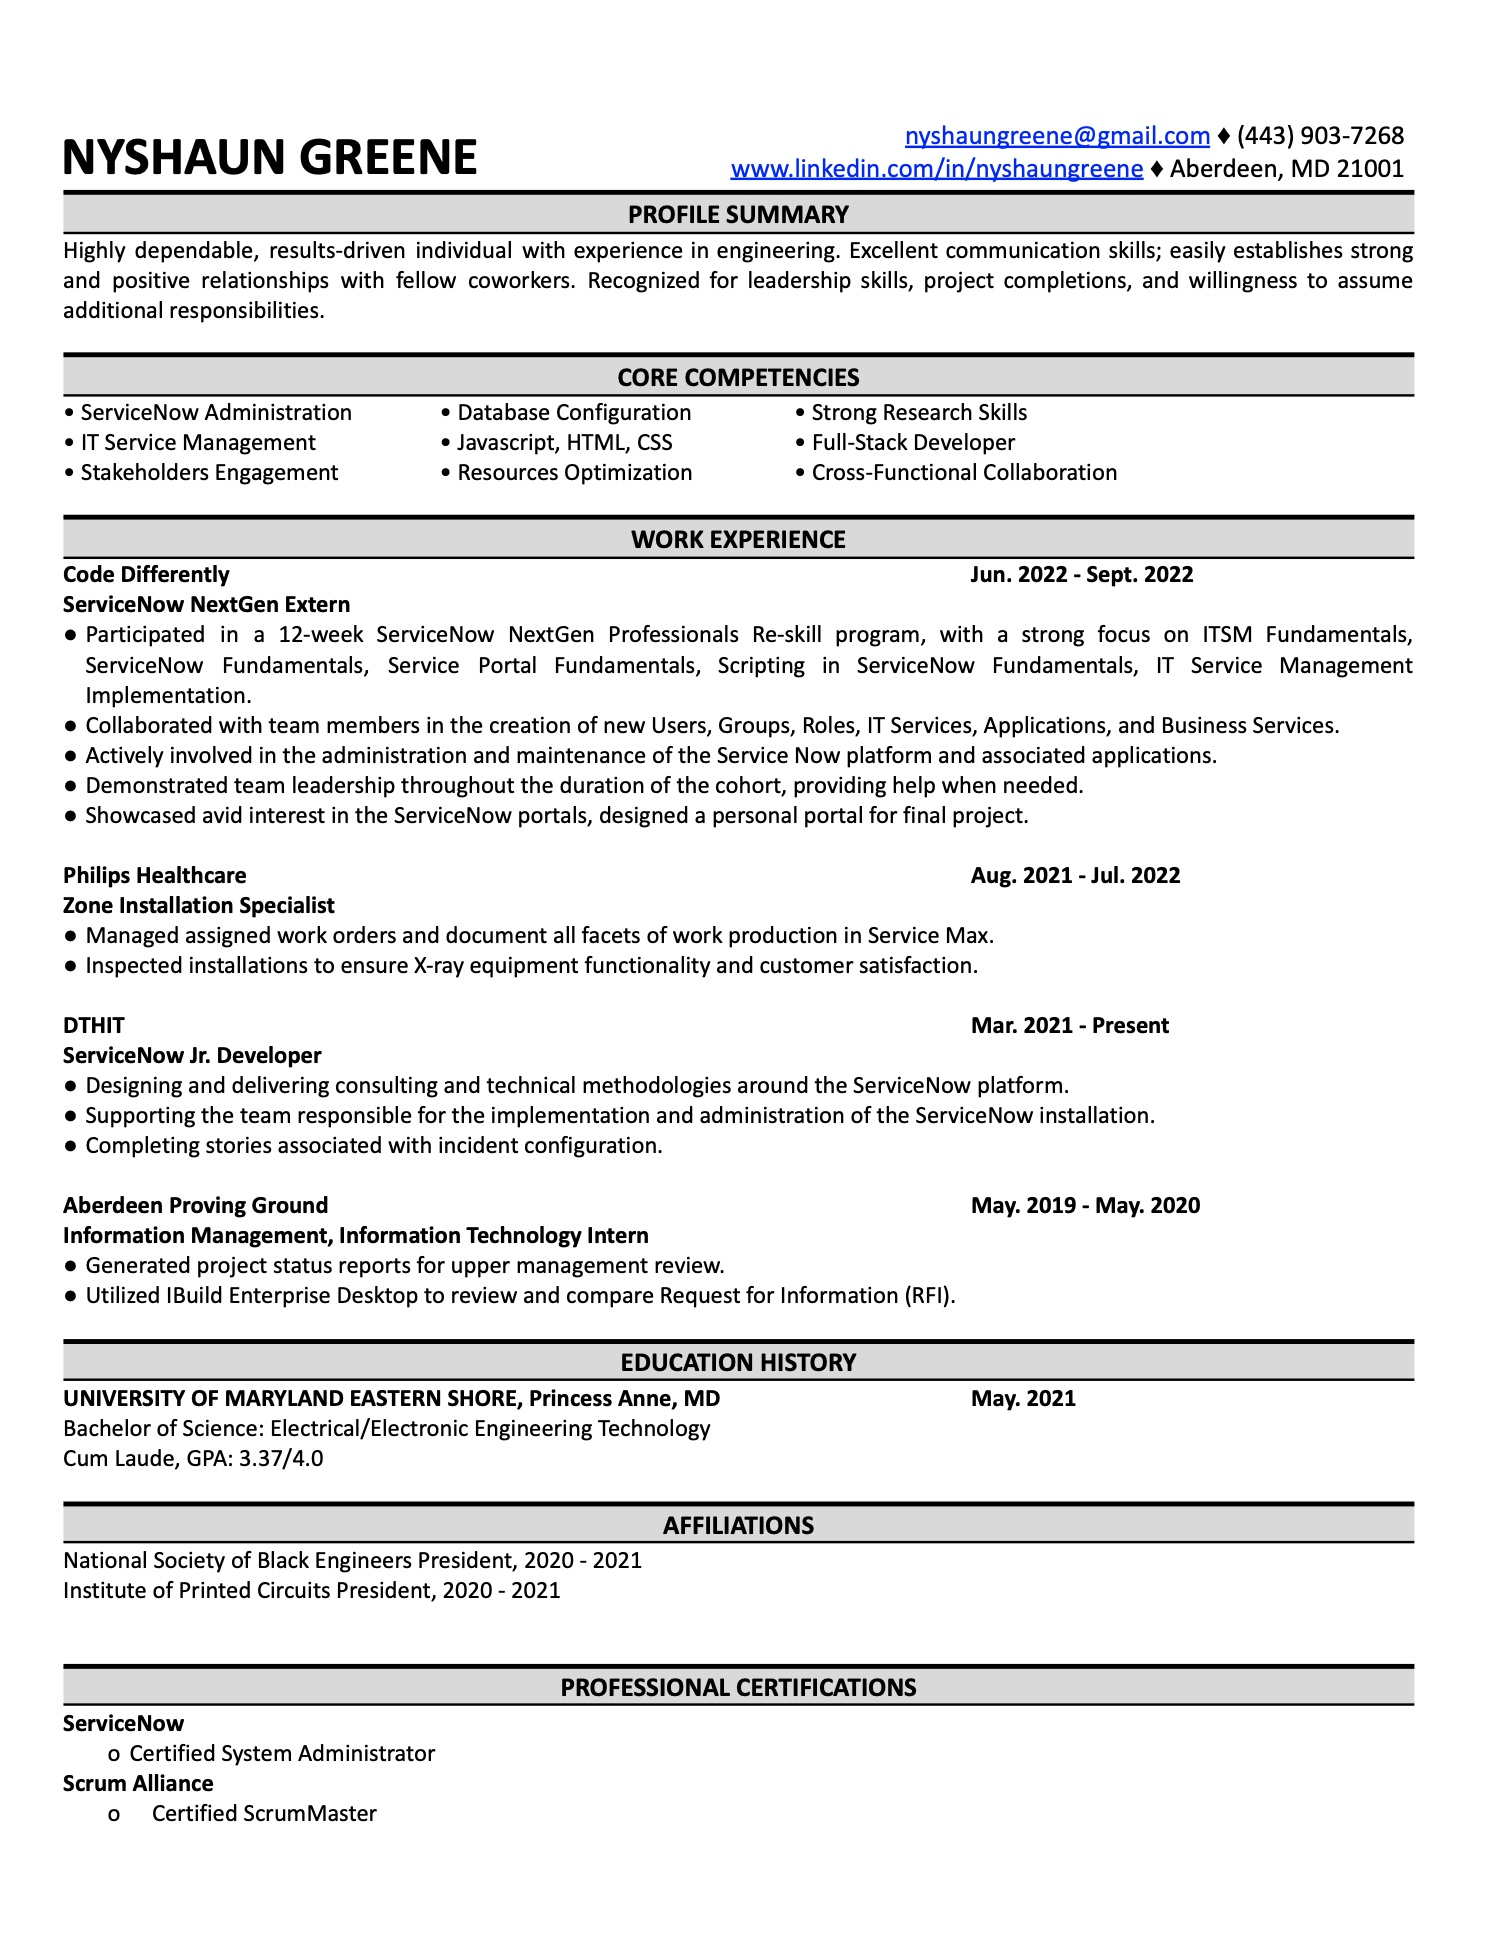 NYSHAUN GREENE
nyshaungreene@gmail.com ♦ (443) 903-7268
www.linkedin.com/in/nyshaungreene ♦ Aberdeen, MD 21001
PROFILE SUMMARY
Highly dependable, results-driven individual with experience in engineering. Excellent communication skills; easily establishes strong
and positive relationships with fellow coworkers. Recognized for leadership skills, project completions, and willingness to assume
additional responsibilities.
CORE COMPETENCIES
• ServiceNow Administration • Database Configuration • Strong Research Skills
• IT Service Management • Javascript, HTML, CSS • Full-Stack Developer
• Stakeholders Engagement • Resources Optimization • Cross-Functional Collaboration
WORK EXPERIENCE
Code Differently Jun. 2022 - Sept. 2022
ServiceNow NextGen Extern
● Participated in a 12-week ServiceNow NextGen Professionals Re-skill program, with a strong focus on ITSM Fundamentals,
ServiceNow Fundamentals, Service Portal Fundamentals, Scripting in ServiceNow Fundamentals, IT Service Management
Implementation.
● Collaborated with team members in the creation of new Users, Groups, Roles, IT Services, Applications, and Business Services.
● Actively involved in the administration and maintenance of the Service Now platform and associated applications.
● Demonstrated team leadership throughout the duration of the cohort, providing help when needed.
● Showcased avid interest in the ServiceNow portals, designed a personal portal for final project.
Philips Healthcare Aug. 2021 - Jul. 2022
Zone Installation Specialist
● Managed assigned work orders and document all facets of work production in Service Max.
● Inspected installations to ensure X-ray equipment functionality and customer satisfaction.
DTHIT Mar. 2021 - Present
ServiceNow Jr. Developer
● Designing and delivering consulting and technical methodologies around the ServiceNow platform.
● Supporting the team responsible for the implementation and administration of the ServiceNow installation.
● Completing stories associated with incident configuration.
Aberdeen Proving Ground May. 2019 - May. 2020
Information Management, Information Technology Intern
● Generated project status reports for upper management review.
● Utilized IBuild Enterprise Desktop to review and compare Request for Information (RFI).
EDUCATION HISTORY
UNIVERSITY OF MARYLAND EASTERN SHORE, Princess Anne, MD May. 2021
Bachelor of Science: Electrical/Electronic Engineering Technology
Cum Laude, GPA: 3.37/4.0
AFFILIATIONS
National Society of Black Engineers President, 2020 - 2021
Institute of Printed Circuits President, 2020 - 2021
PROFESSIONAL CERTIFICATIONS
ServiceNow
o Certified System Administrator
Scrum Alliance
o Certified ScrumMaster